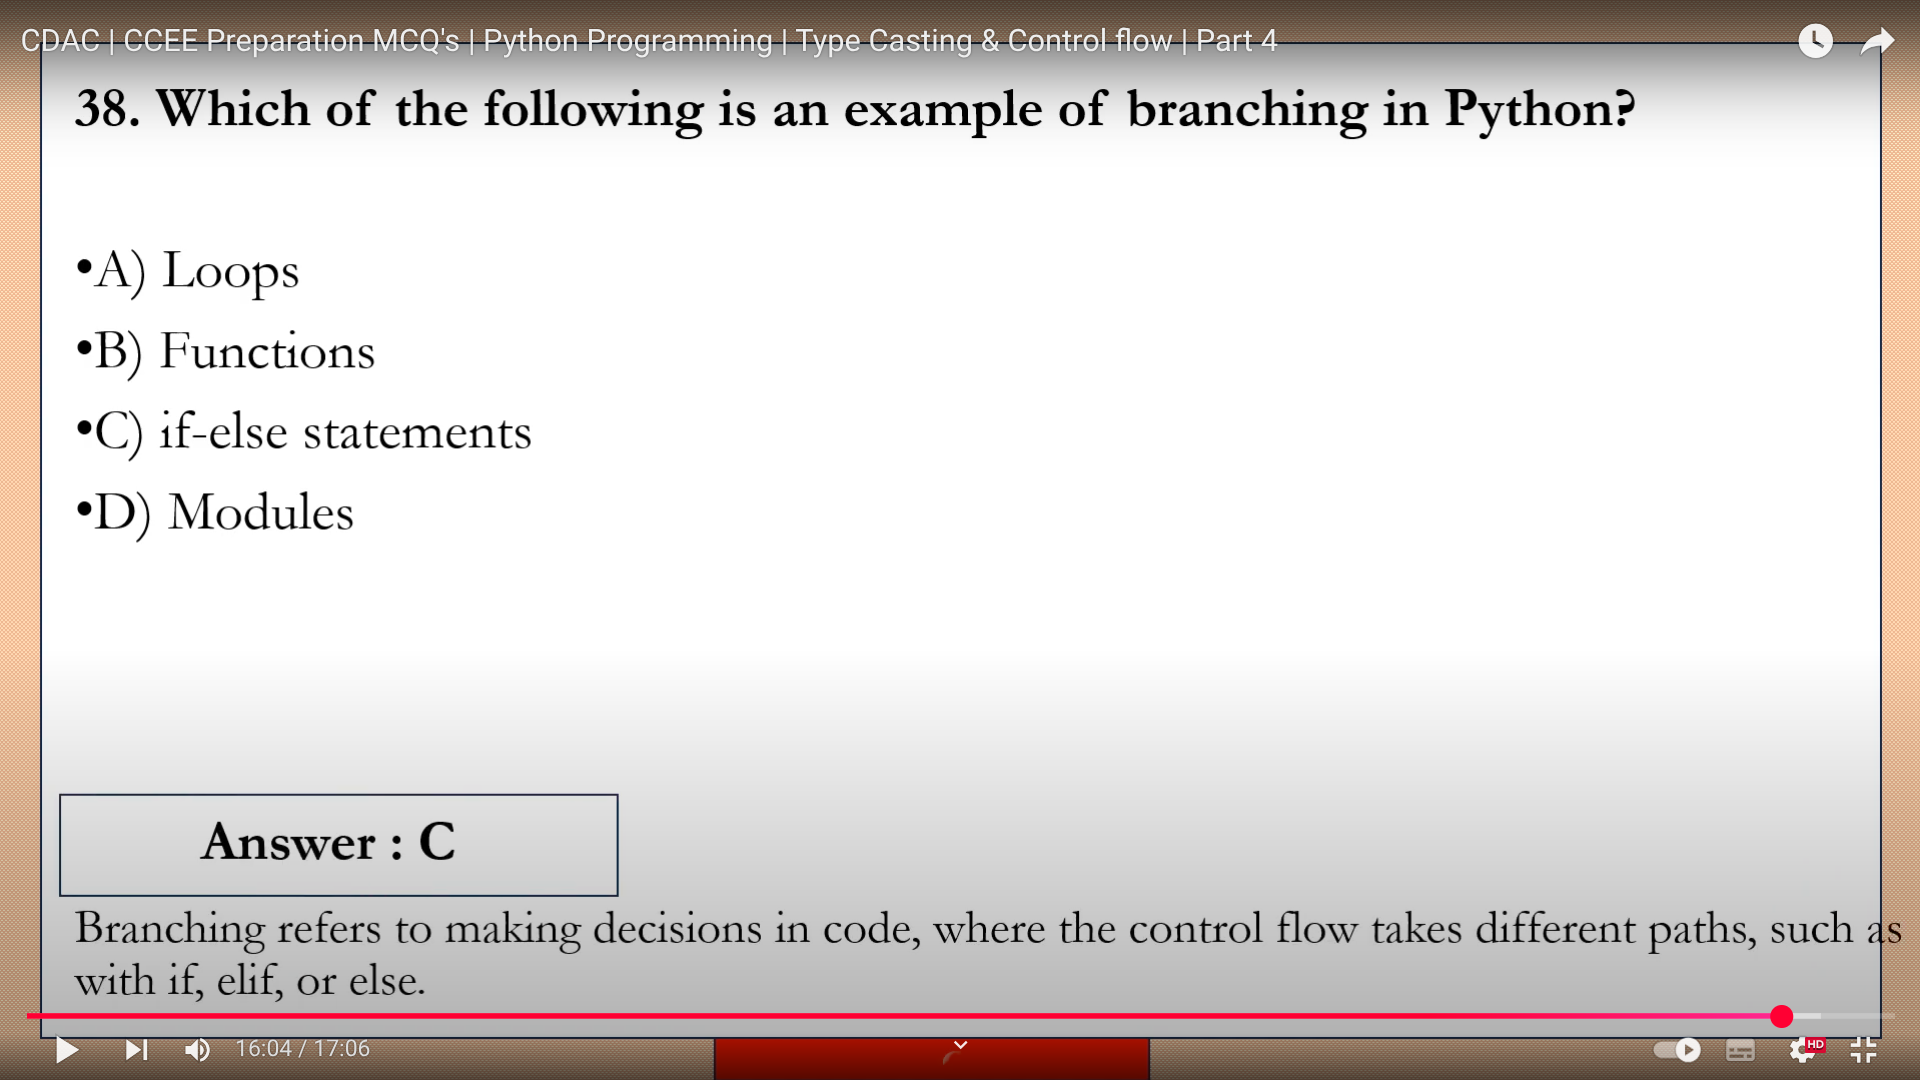 CDAC | CCEE Preparation MCQ's | Python Programming | Type Casting & Control flow | Part 4
38. Which of the following is an example of branching in Python?
•A) Loops
•B) Functions
•C) if-else statements
•D) Modules
Answer : C
Branching refers to making decisions in code, where the control flow takes different paths, such as
with if, elif, or else.
16:04 / 17:06
HD